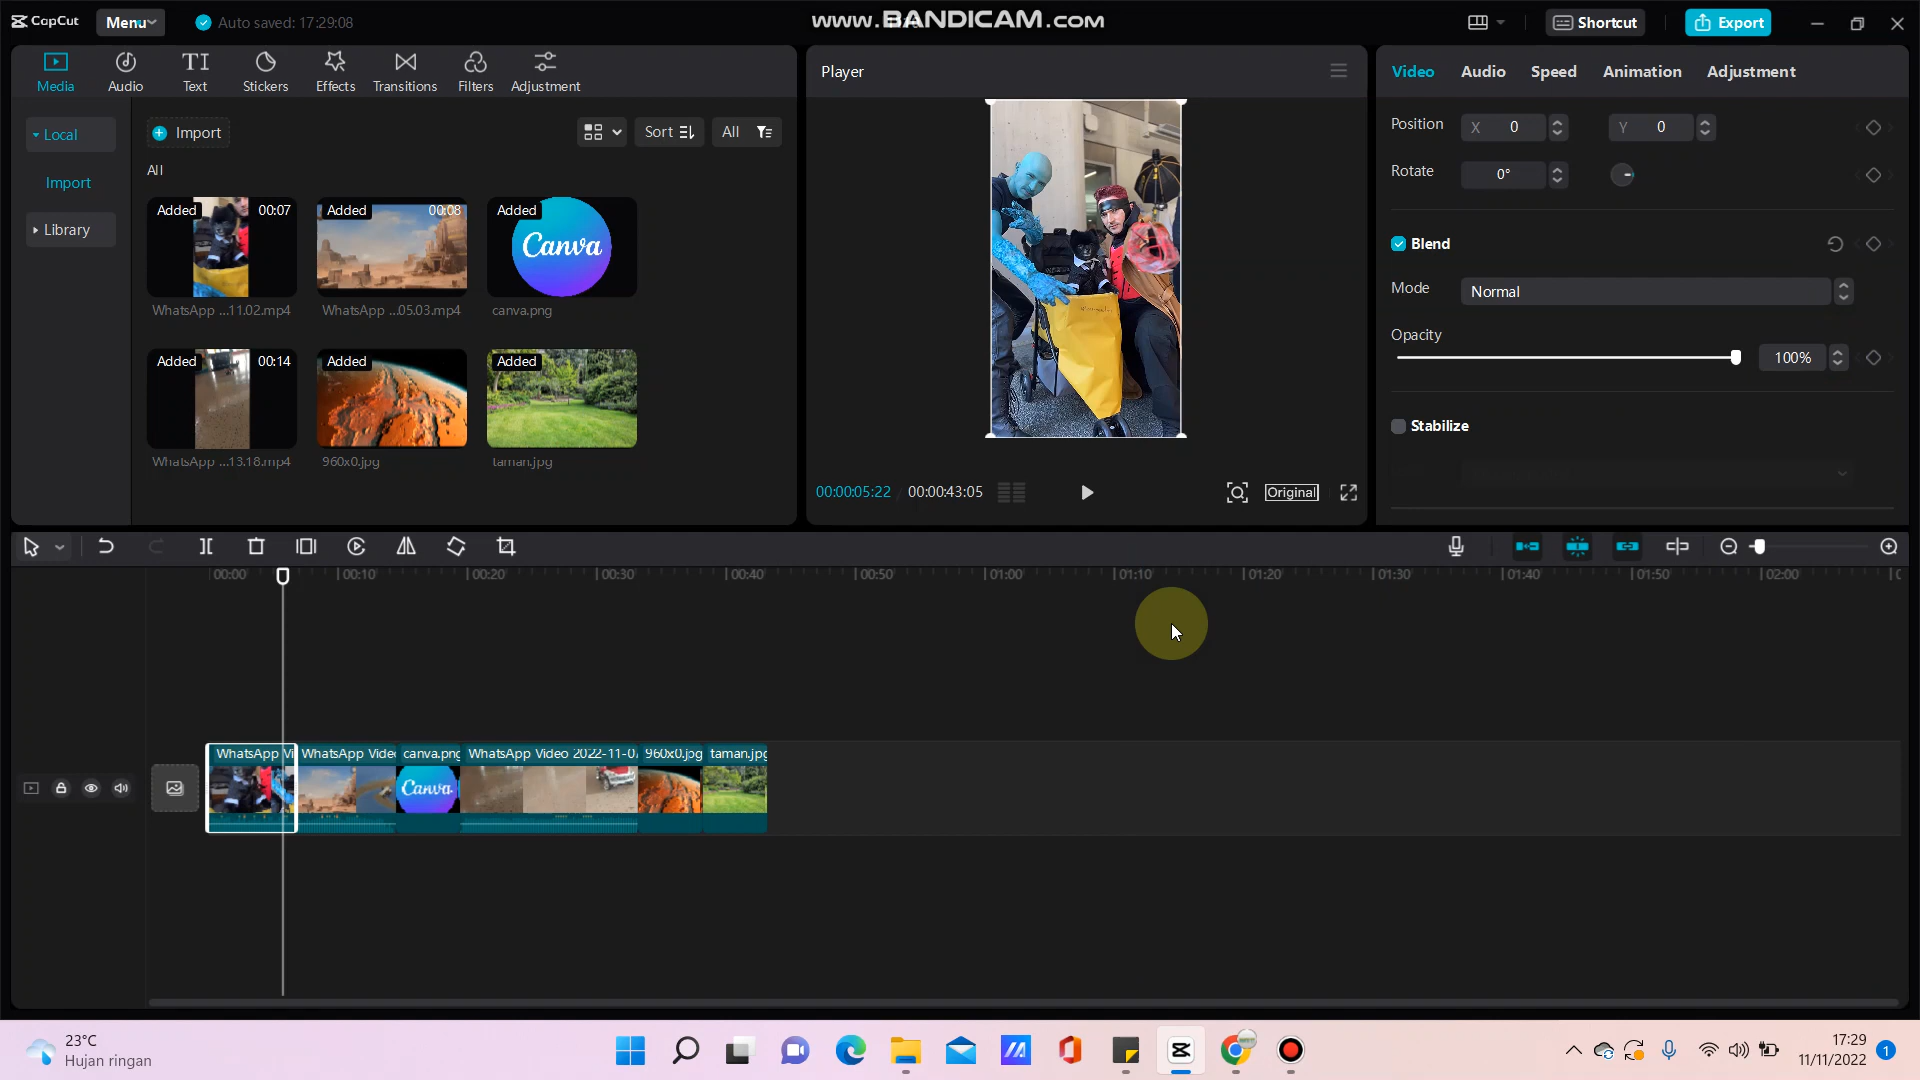 CapCut
Menu
Auto saved: 17:29:08
www.BANDICAM.com
Shortcut
Export
Media
Audio
Text
Stickers
Effects
Transitions
Filters
Adjustment
Player
Video
Audio
Speed
Animation
Adjustment
Local
Import
Library
Import
Sort
All
All
Added
00:07
WhatsApp ...11.02.mp4
Added
00:08
WhatsApp ...05.03.mp4
Added
Canva
canva.png
Added
00:14
WhatsApp ...13.18.mp4
Added
960x0.jpg
Added
taman.jpg
00:00:05:22
00:00:43:05
Original
Position
X 0
Y 0
Rotate
0°
Blend
Mode
Normal
Opacity
100%
Stabilize
00:00
00:10
00:20
00:30
00:40
00:50
01:00
01:10
01:20
01:30
01:40
01:50
02:00
WhatsApp Vi
WhatsApp Vide
canva.png
WhatsApp Video 2022-11-0
960x0.jpg
taman.jpg
Canva
23°C
Hujan ringan
17:29
11/11/2022
1